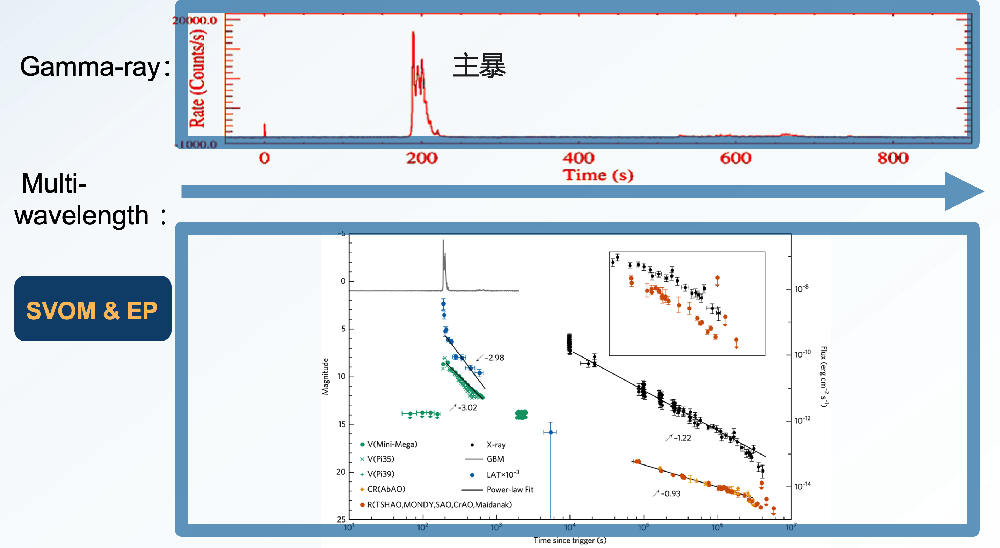 20000.0
Rate (Counts/s)
-1000.0
Gamma-ray：
主暴
0 200 400 600 800
Time (s)
Multi-
wavelength：
SVOM & EP
-5
0
5
10
15
20
25
Magnitude
-2.98
-3.02
-1.22
-0.93
V(Mini-Mega)
V(Pi35)
V(Pi39)
CR(AbAO)
R(TSHAO,MONDY,SAO,CrAO,Maidanak)
X-ray
GBM
LAT×10⁻³
Power-law Fit
10⁻⁸
10⁻¹⁰
10⁻¹²
10⁻¹⁴
Flux (erg cm⁻² s⁻¹)
10¹ 10² 10³ 10⁴ 10⁵ 10⁶ 10⁷
Time since trigger (s)